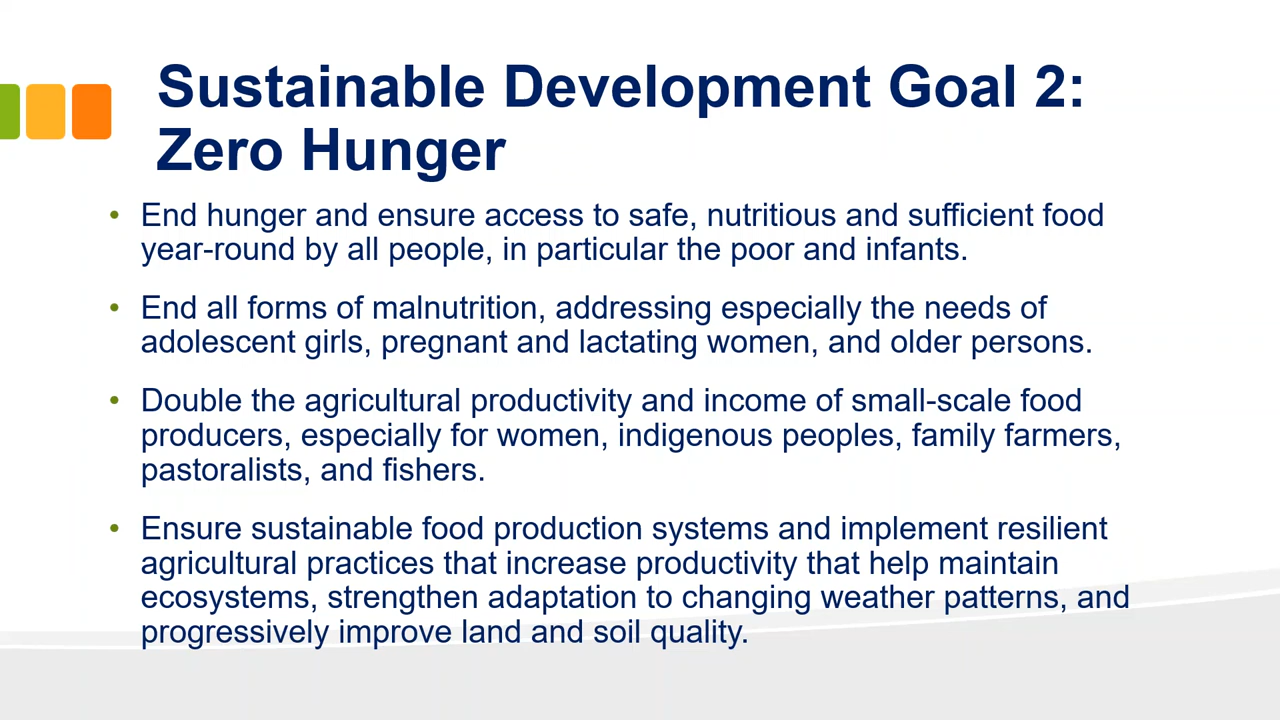 Sustainable Development Goal 2:
Zero Hunger
• End hunger and ensure access to safe, nutritious and sufficient food
year-round by all people, in particular the poor and infants.
• End all forms of malnutrition, addressing especially the needs of
adolescent girls, pregnant and lactating women, and older persons.
• Double the agricultural productivity and income of small-scale food
producers, especially for women, indigenous peoples, family farmers,
pastoralists, and fishers.
• Ensure sustainable food production systems and implement resilient
agricultural practices that increase productivity that help maintain
ecosystems, strengthen adaptation to changing weather patterns, and
progressively improve land and soil quality.